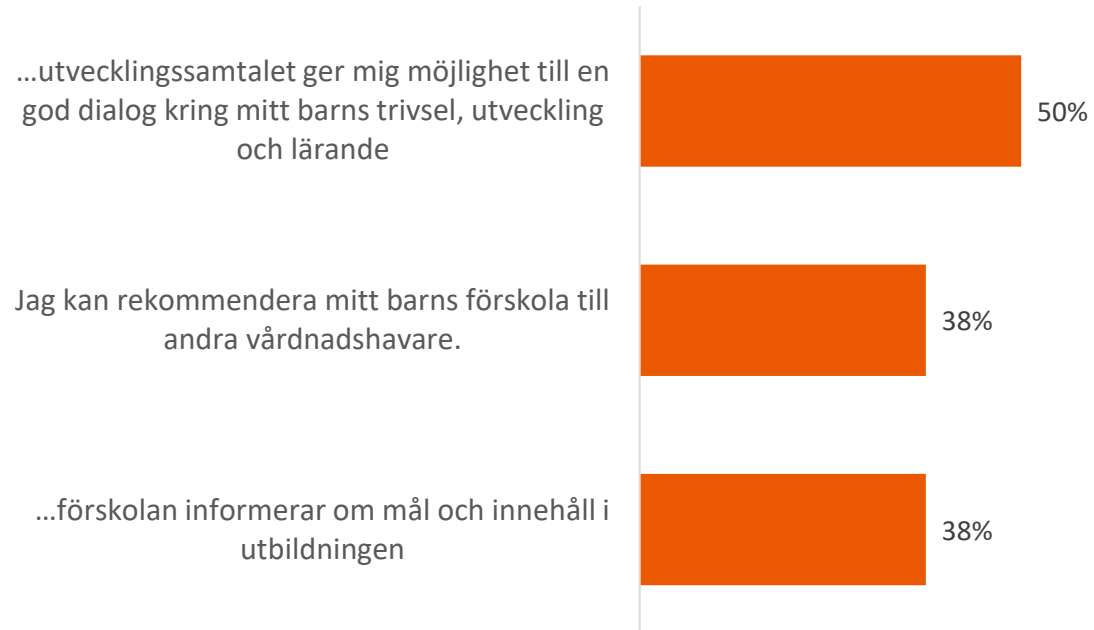 ...utvecklingssamtalet ger mig möjlighet till en
god dialog kring mitt barns trivsel, utveckling
och lärande
50%
Jag kan rekommendera mitt barns förskola till
andra vårdnadshavare.
38%
...förskolan informerar om mål och innehåll i
utbildningen
38%